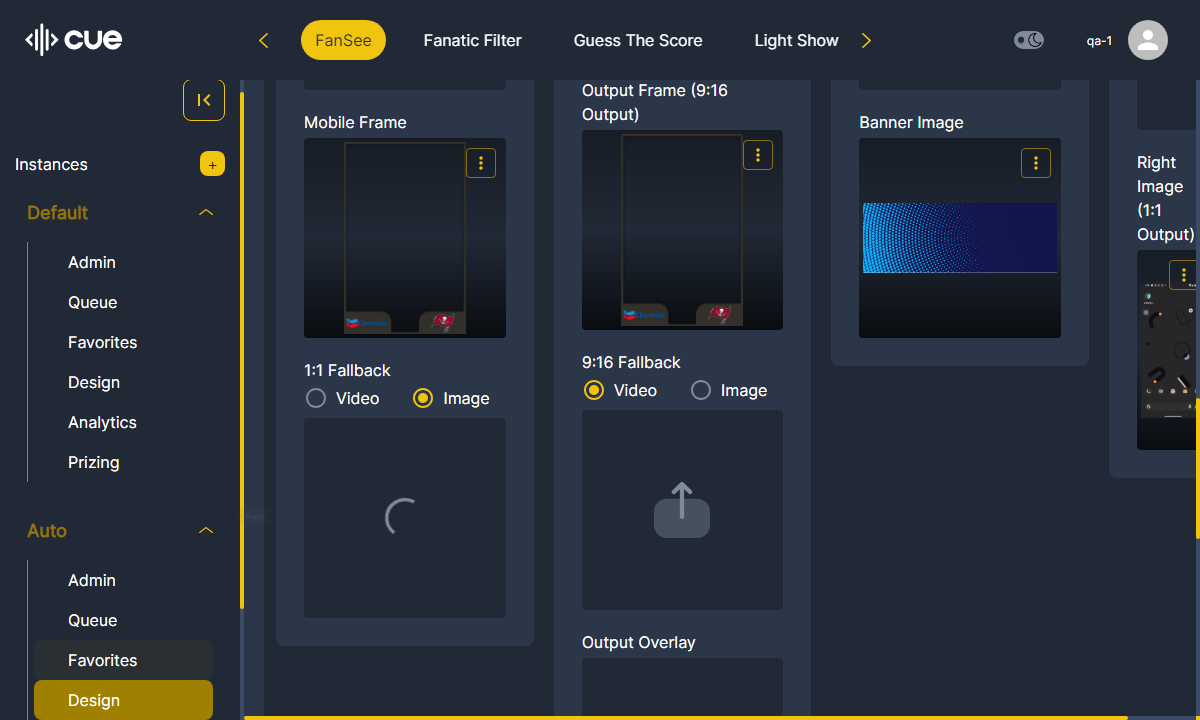 cue
FanSee
Fanatic Filter
Guess The Score
Light Show
qa-1
Instances
+
Default
Admin
Queue
Favorites
Design
Analytics
Prizing
Auto
Admin
Queue
Favorites
Design
Mobile Frame
1:1 Fallback
Video
Image
Output Frame (9:16
Output)
9:16 Fallback
Video
Image
Output Overlay
Banner Image
Right
Image
(1:1
Output)